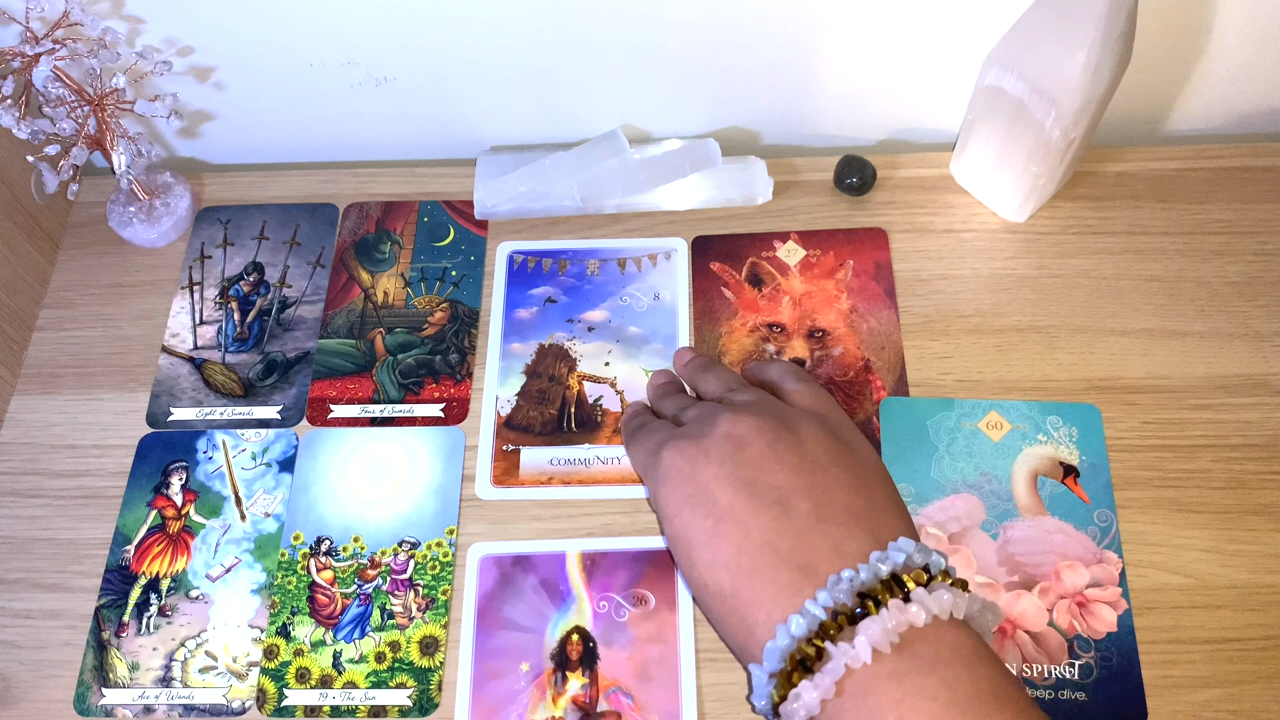 Eight of Swords
Four of Swords
8
COMMUNITY
27
60
Ace of Wands
19 • The Sun
26
N SPIRIT
Deep dive.